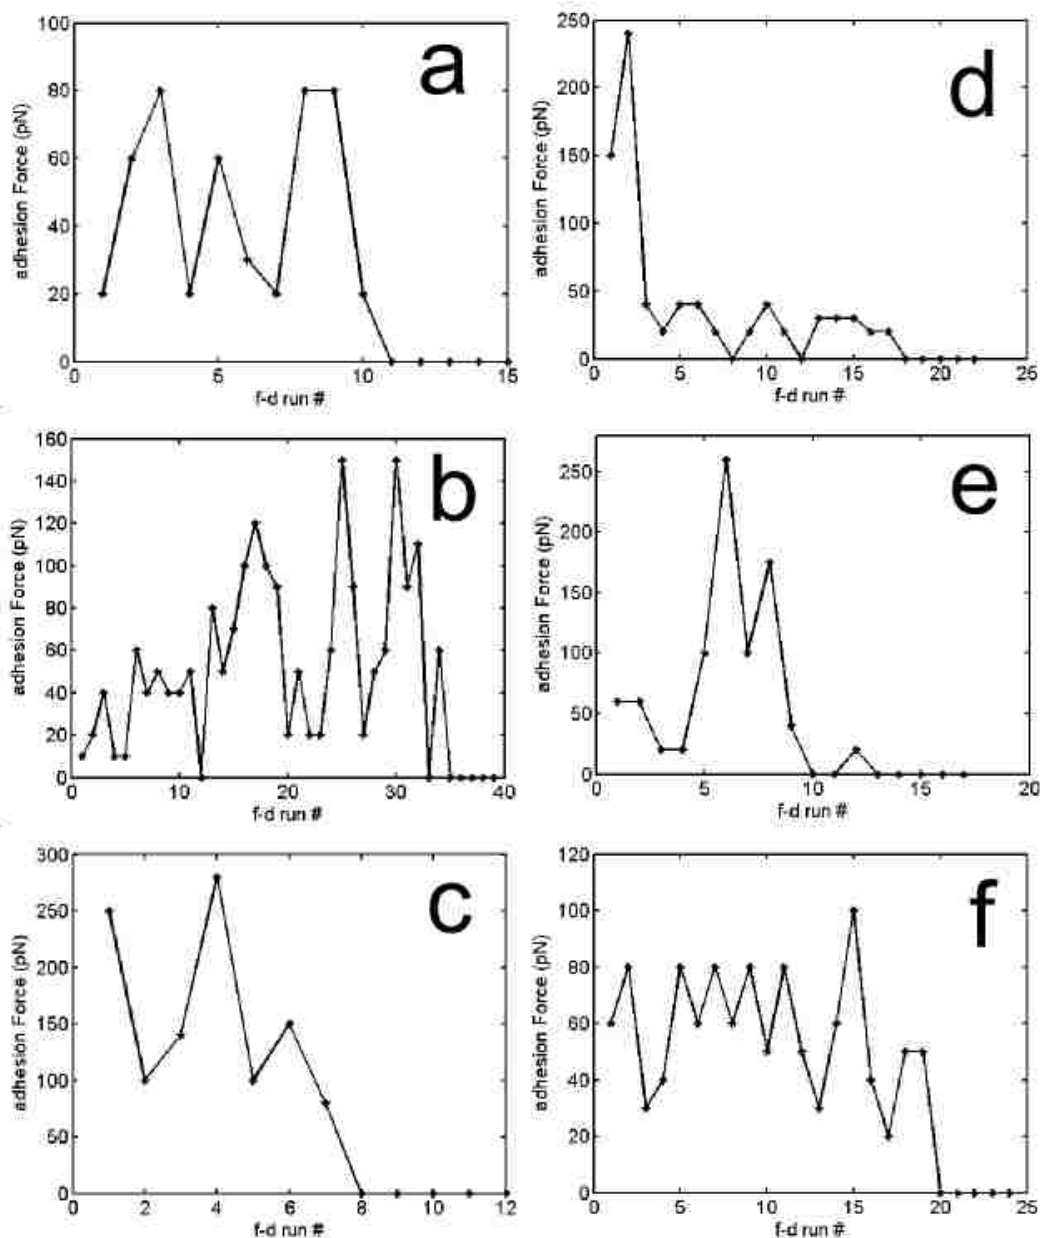 a
100
80
60
40
20
0
adhesion Force (pN)
0 5 10 15
f-d run #
d
250
200
150
100
50
0
adhesion Force (pN)
0 5 10 15 20 25
f-d run #
b
160
140
120
100
80
60
40
20
0
adhesion Force (pN)
0 10 20 30 40
f-d run #
e
250
200
150
100
50
0
adhesion Force (pN)
0 5 10 15 20
f-d run #
c
300
250
200
150
100
50
0
adhesion Force (pN)
0 2 4 6 8 10 12
f-d run #
f
120
100
80
60
40
20
0
adhesion Force (pN)
0 5 10 15 20 25
f-d run #